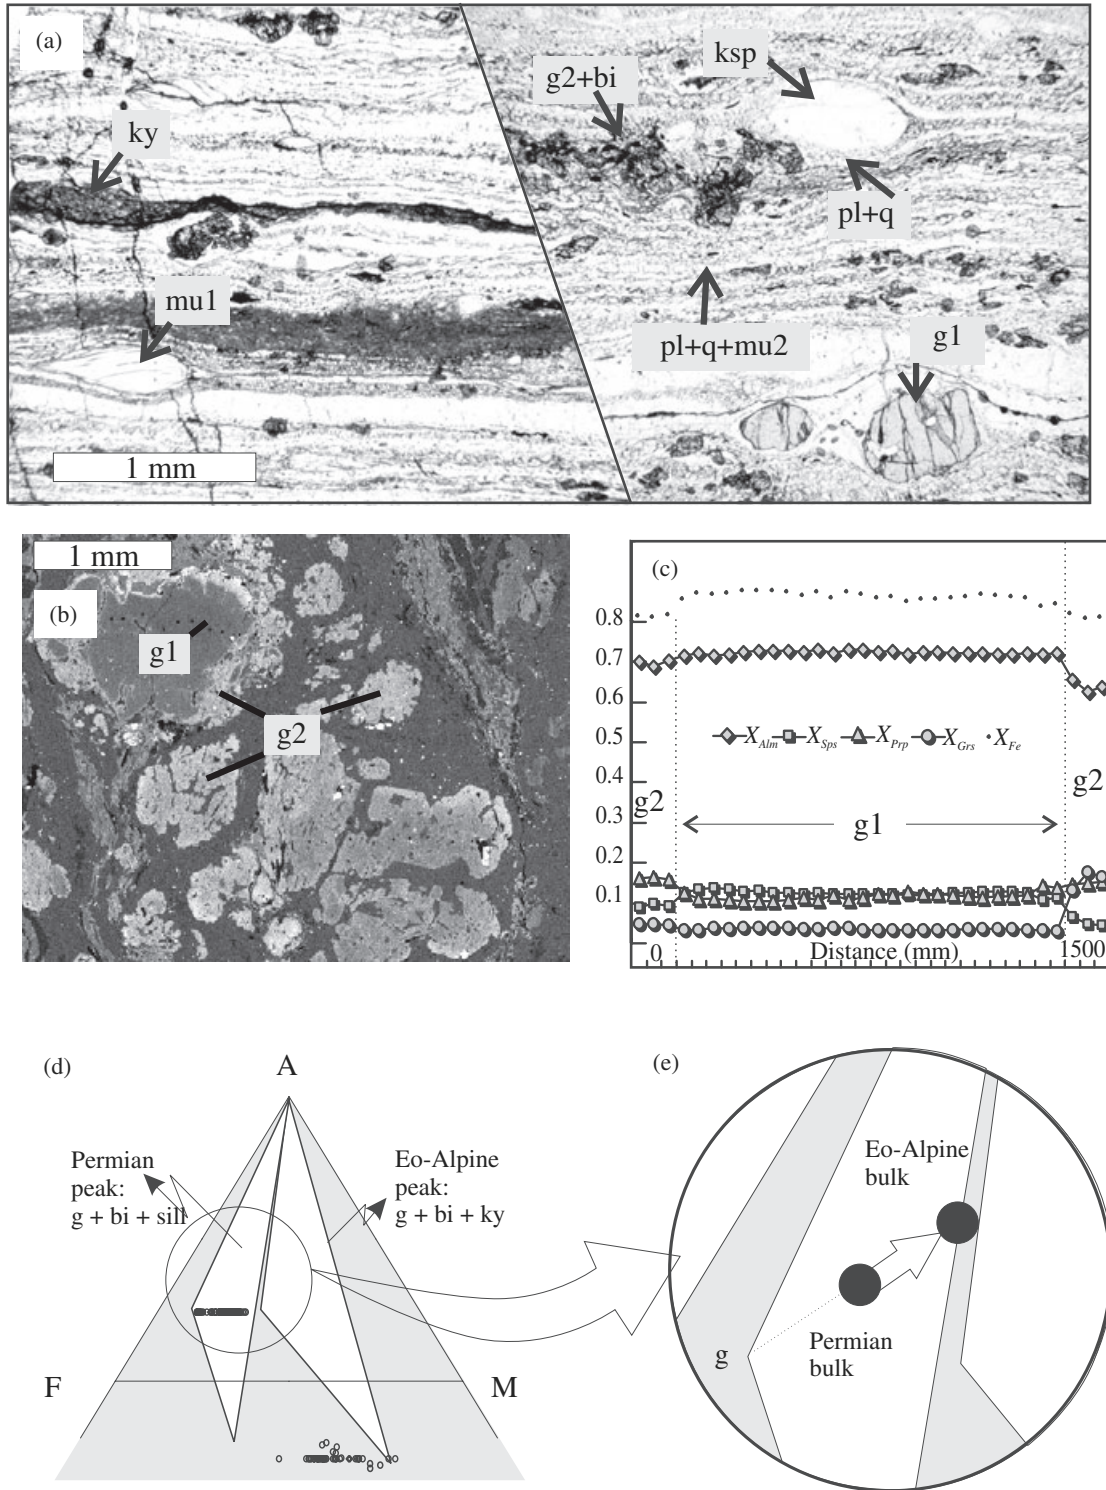 (a)
ky
mu1
1 mm
g2+bi
ksp
pl+q
pl+q+mu2
g1
1 mm
(b)
g1
g2
(c)
0.8
0.7
0.6
0.5
0.4
0.3
0.2
0.1
X_Alm X_Sps X_Prp X_Grs X_Fe
g2
g1
g2
0 Distance (mm) 1500
(d)
A
Permian
peak:
g + bi + sill
Eo-Alpine
peak:
g + bi + ky
F
M
(e)
Eo-Alpine
bulk
Permian
bulk
g